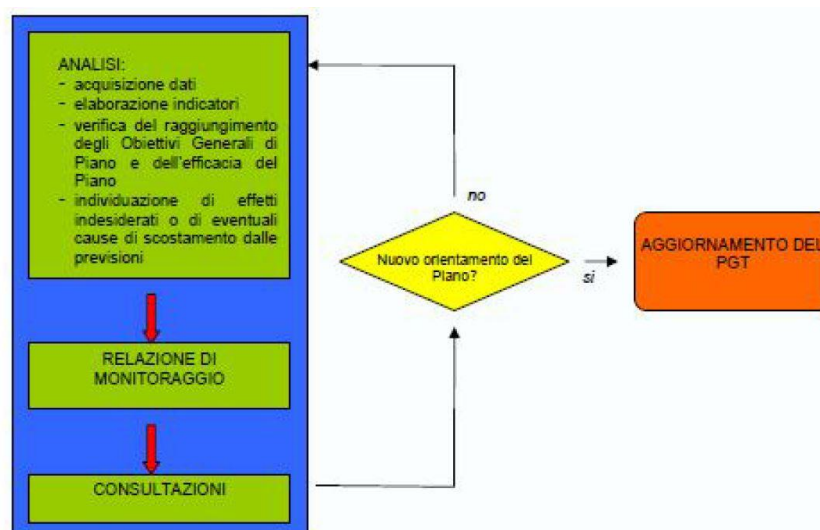 ANALISI:
- acquisizione dati
- elaborazione indicatori
- verifica del raggiungimento
degli Obiettivi Generali di
Piano e dell'efficacia del
Piano
- individuazione di effetti
indesiderati o di eventuali
cause di scostamento dalle
previsioni
RELAZIONE DI
MONITORAGGIO
CONSULTAZIONI
no
Nuovo orientamento del
Piano?
si
AGGIORNAMENTO DEL
PGT